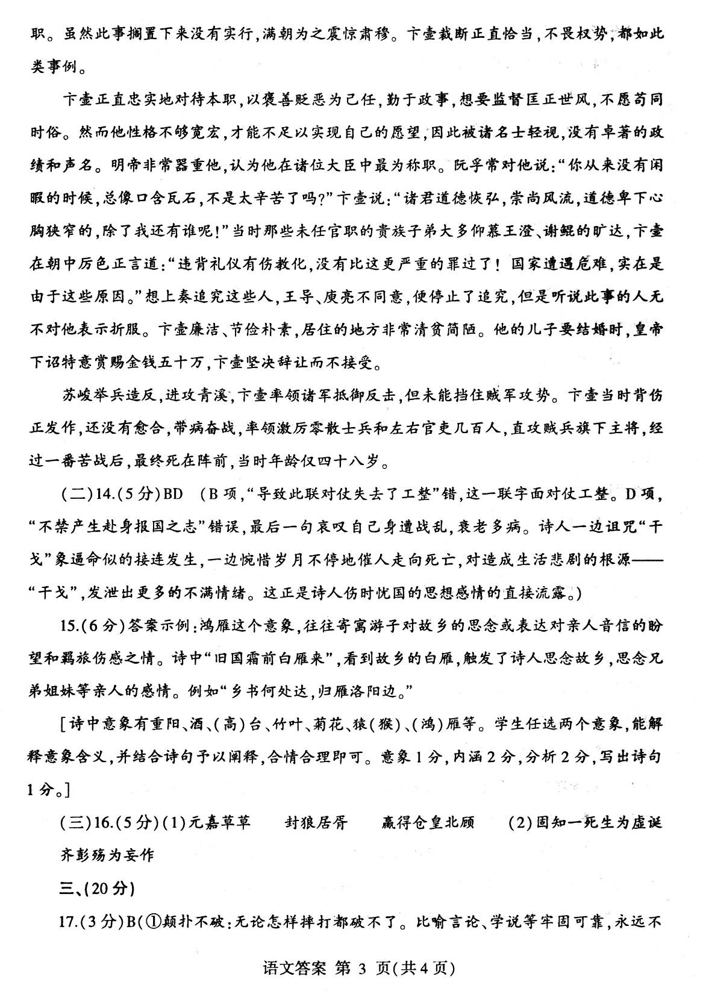 职。虽然此事搁置下来没有实行,满朝为之震惊肃穆。卞壸裁断正直恰当,不畏权势,都如此
类事例。
卞壸正直忠实地对待本职,以褒善贬恶为己任,勤于政事,想要监督匡正世风,不愿苟同
时俗。然而他性格不够宽宏,才能不足以实现自己的愿望,因此被诸名士轻视,没有卓著的政
绩和声名。明帝非常器重他,认为他在诸位大臣中最为称职。阮孚常对他说:“你从来没有闲
暇的时候,总像口含瓦石,不是太辛苦了吗?”卞壸说:“诸君道德恢弘,崇尚风流,道德卑下心
胸狭窄的,除了我还有谁呢!”当时那些未任官职的贵族子弟大多仰慕王澄、谢鲲的旷达,卞壸
在朝中厉色正言道:“违背礼仪有伤教化,没有比这更严重的罪过了! 国家遭遇危难,实在是
由于这些原因。”想上奏追究这些人,王导、庾亮不同意,便停止了追究,但是听说此事的人无
不对他表示折服。卞壸廉洁、节俭朴素,居住的地方非常清贫简陋。他的儿子要结婚时,皇帝
下诏特意赏赐金钱五十万,卞壸坚决辞让而不接受。
苏峻举兵造反,进攻青溪,卞壸率领诸军抵御反击,但未能挡住贼军攻势。卞壸当时背伤
正发作,还没有愈合,带病奋战,率领激厉零散士兵和左右官吏几百人,直攻贼兵旗下主将,经
过一番苦战后,最终死在阵前,当时年龄仅四十八岁。
(二)14.(5 分)BD (B 项,“导致此联对仗失去了工整”错,这一联字面对仗工整。D 项,
“不禁产生赴身报国之志”错误,最后一句哀叹自己身遭战乱,衰老多病。诗人一边诅咒“干
戈”象逼命似的接连发生,一边惋惜岁月不停地催人走向死亡,对造成生活悲剧的根源——
“干戈”,发泄出更多的不满情绪。这正是诗人伤时忧国的思想感情的直接流露。)
15.(6 分)答案示例:鸿雁这个意象,往往寄寓游子对故乡的思念或表达对亲人音信的盼
望和羁旅伤感之情。诗中“旧国霜前白雁来”,看到故乡的白雁,触发了诗人思念故乡,思念兄
弟姐妹等亲人的感情。例如“乡书何处达,归雁洛阳边。”
[诗中意象有重阳、酒、(高)台、竹叶、菊花、猿(猴)、(鸿)雁等。学生任选两个意象,能解
释意象含义,并结合诗句予以阐释,合情合理即可。意象 1 分,内涵 2 分,分析 2 分,写出诗句
1 分。]
(三)16.(5 分)(1)元嘉草草 封狼居胥 赢得仓皇北顾 (2)固知一死生为虚诞
齐彭殇为妄作
三、(20 分)
17.(3 分)B(①颠扑不破:无论怎样摔打都破不了。比喻言论、学说等牢固可靠,永远不
语文答案 第 3 页(共 4 页)